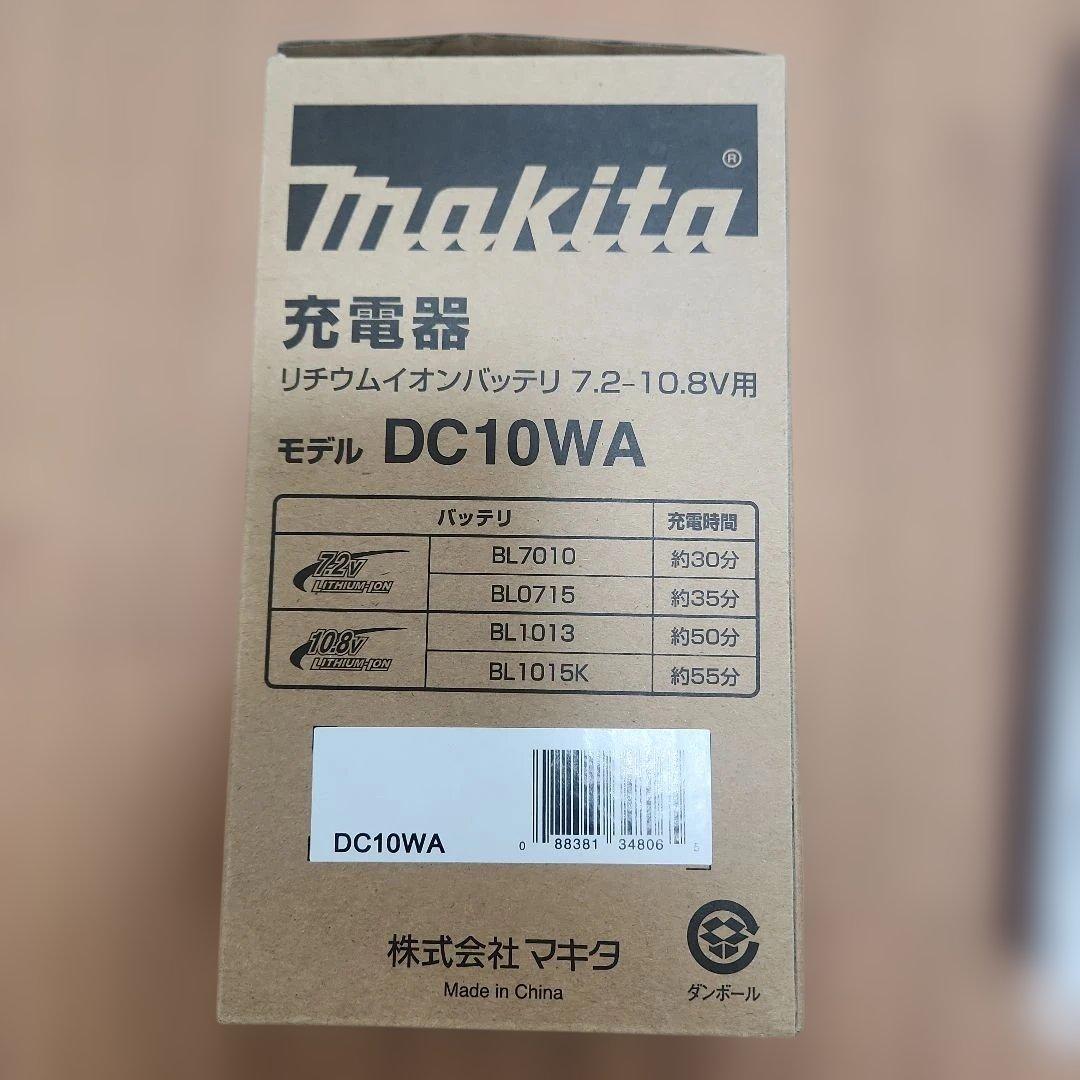 makita®
充電器
リチウムイオンバッテリ 7.2-10.8V用
モデル DC10WA
バッテリ 充電時間
7.2V LITHIUM-ION
BL7010 約30分
BL0715 約35分
10.8V LITHIUM-ION
BL1013 約50分
BL1015K 約55分
DC10WA
0 88381 34806 5
株式会社 マキタ
Made in China
ダンボール